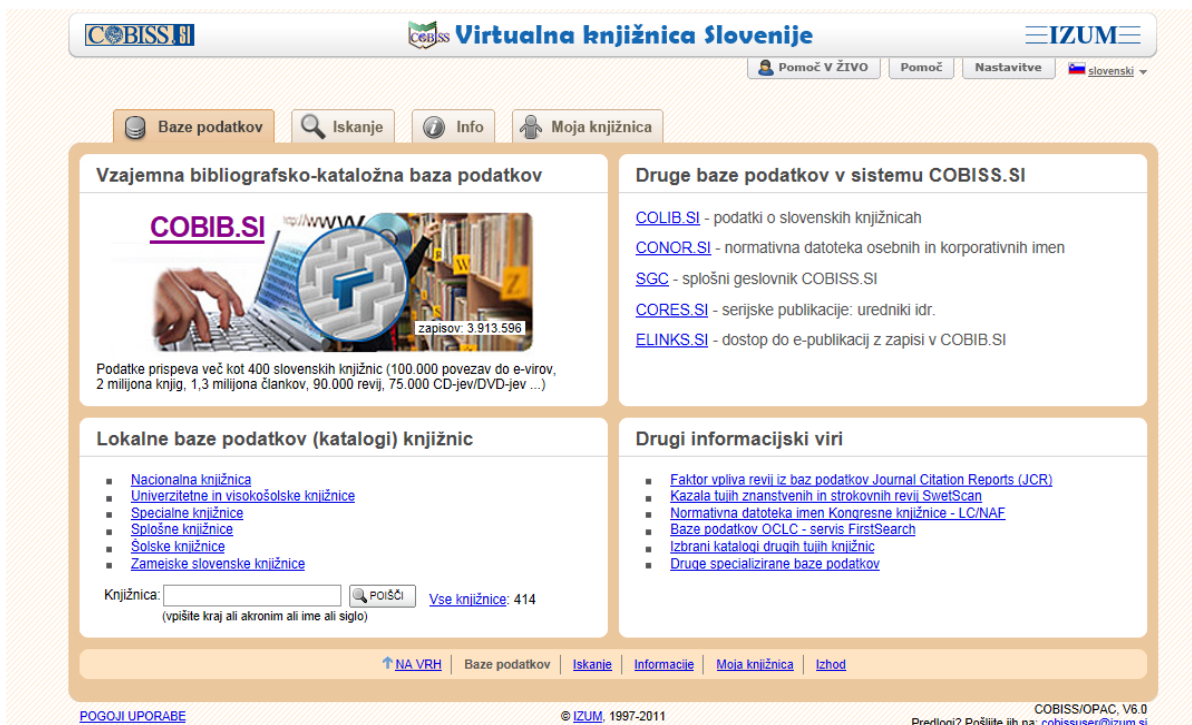 COBISS.SI
COBISS Virtualna knjižnica Slovenije
IZUM
Pomoč V ŽIVO
Pomoč
Nastavitve
slovenski
Baze podatkov
Iskanje
Info
Moja knjižnica
Vzajemna bibliografsko-kataložna baza podatkov
COBIB.SI
http://www
W
Z
zapisov: 3.913.596
Podatke prispeva več kot 400 slovenskih knjižnic (100.000 povezav do e-virov,
2 milijona knjig, 1,3 milijona člankov, 90.000 revij, 75.000 CD-jev/DVD-jev ...)
Druge baze podatkov v sistemu COBISS.SI
COLIB.SI - podatki o slovenskih knjižnicah
CONOR.SI - normativna datoteka osebnih in korporativnih imen
SGC - splošni geslovnik COBISS.SI
CORES.SI - serijske publikacije: uredniki idr.
ELINKS.SI - dostop do e-publikacij z zapisi v COBIB.SI
Lokalne baze podatkov (katalogi) knjižnic
Nacionalna knjižnica
Univerzitetne in visokošolske knjižnice
Specialne knjižnice
Splošne knjižnice
Šolske knjižnice
Zamejske slovenske knjižnice
Knjižnica: POIŠČI Vse knjižnice: 414
(vpišite kraj ali akronim ali ime ali siglo)
Drugi informacijski viri
Faktor vpliva revij iz baz podatkov Journal Citation Reports (JCR)
Kazala tujih znanstvenih in strokovnih revij SwetScan
Normativna datoteka imen Kongresne knjižnice - LC/NAF
Baze podatkov OCLC - servis FirstSearch
Izbrani katalogi drugih tujih knjižnic
Druge specializirane baze podatkov
NA VRH | Baze podatkov | Iskanje | Informacije | Moja knjižnica | Izhod
POGOJI UPORABE
© IZUM, 1997-2011
COBISS/OPAC, V6.0
Predlogi? Pošljite jih na: cobissuser@izum.si